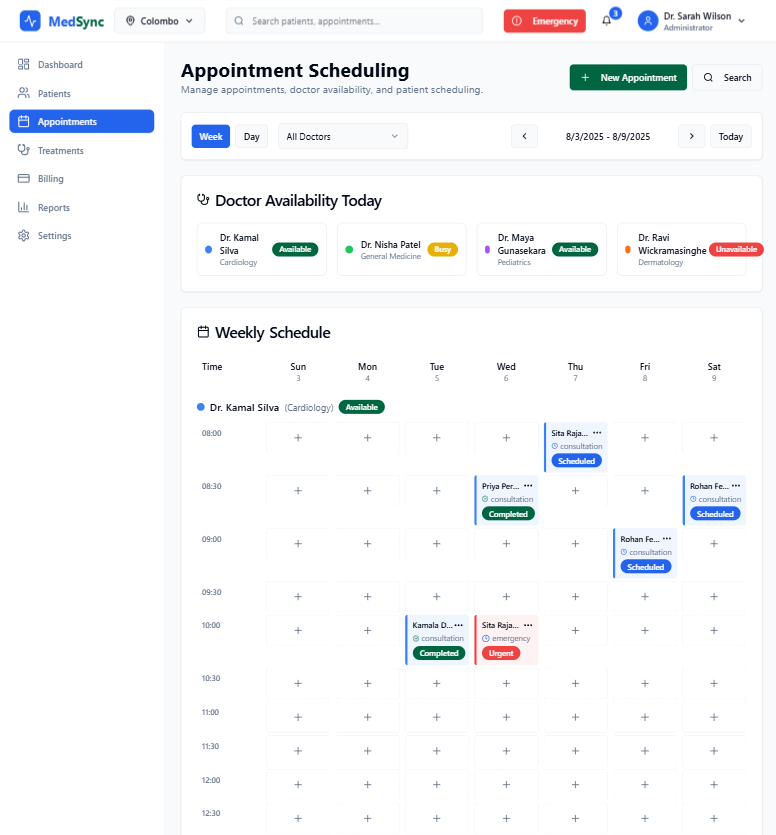 MedSync
Colombo
Search patients, appointments...
Emergency
3
Dr. Sarah Wilson
Administrator
Dashboard
Patients
Appointments
Treatments
Billing
Reports
Settings
Appointment Scheduling
Manage appointments, doctor availability, and patient scheduling.
New Appointment
Search
Week
Day
All Doctors
8/3/2025 - 8/9/2025
Today
Doctor Availability Today
Dr. Kamal
Silva
Cardiology
Available
Dr. Nisha Patel
General Medicine
Busy
Dr. Maya
Gunasekara
Pediatrics
Available
Dr. Ravi
Wickramasinghe
Dermatology
Unavailable
Weekly Schedule
Time Sun Mon Tue Wed Thu Fri Sat
3 4 5 6 7 8 9
Dr. Kamal Silva (Cardiology) Available
08:00
Sita Raja... ...
consultation
Scheduled
08:30
Priya Per... ...
consultation
Completed
Rohan Fe... ...
consultation
Scheduled
09:00
Rohan Fe... ...
consultation
Scheduled
09:30
10:00
Kamala D... ...
consultation
Completed
Sita Raja... ...
emergency
Urgent
10:30
11:00
11:30
12:00
12:30